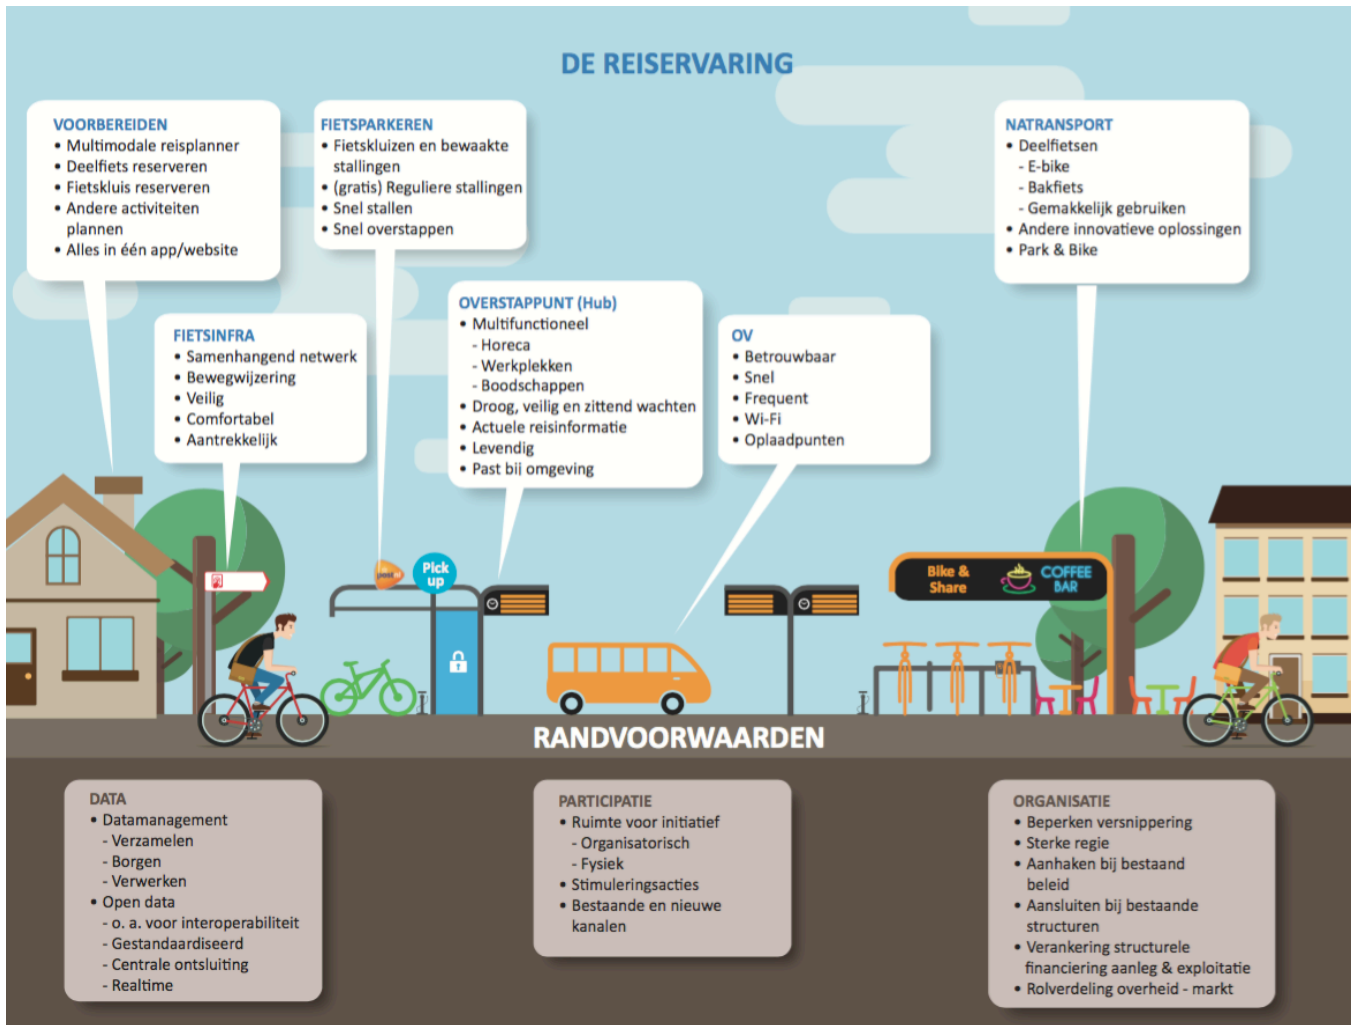 DE REISERVARING
VOORBEREIDEN
• Multimodale reisplanner
• Deelfiets reserveren
• Fietskluis reserveren
• Andere activiteiten
plannen
• Alles in één app/website
FIETSPARKEREN
• Fietskluizen en bewaakte
stallingen
• (gratis) Reguliere stallingen
• Snel stallen
• Snel overstappen
NATRANSPORT
• Deelfietsen
- E-bike
- Bakfiets
- Gemakkelijk gebruiken
• Andere innovatieve oplossingen
• Park & Bike
FIETSINFRA
• Samenhangend netwerk
• Bewegwijzering
• Veilig
• Comfortabel
• Aantrekkelijk
OVERSTAPPUNT (Hub)
• Multifunctioneel
- Horeca
- Werkplekken
- Boodschappen
• Droog, veilig en zittend wachten
• Actuele reisinformatie
• Levendig
• Past bij omgeving
OV
• Betrouwbaar
• Snel
• Frequent
• Wi-Fi
• Oplaadpunten
postnl
Pick
up
Bike &
Share
COFFEE
BAR
RANDVOORWAARDEN
DATA
• Datamanagement
- Verzamelen
- Borgen
- Verwerken
• Open data
- o. a. voor interoperabiliteit
- Gestandaardiseerd
- Centrale ontsluiting
- Realtime
PARTICIPATIE
• Ruimte voor initiatief
- Organisatorisch
- Fysiek
• Stimuleringsacties
• Bestaande en nieuwe
kanalen
ORGANISATIE
• Beperken versnippering
• Sterke regie
• Aanhaken bij bestaand
beleid
• Aansluiten bij bestaande
structuren
• Verankering structurele
financiering aanleg & exploitatie
• Rolverdeling overheid - markt